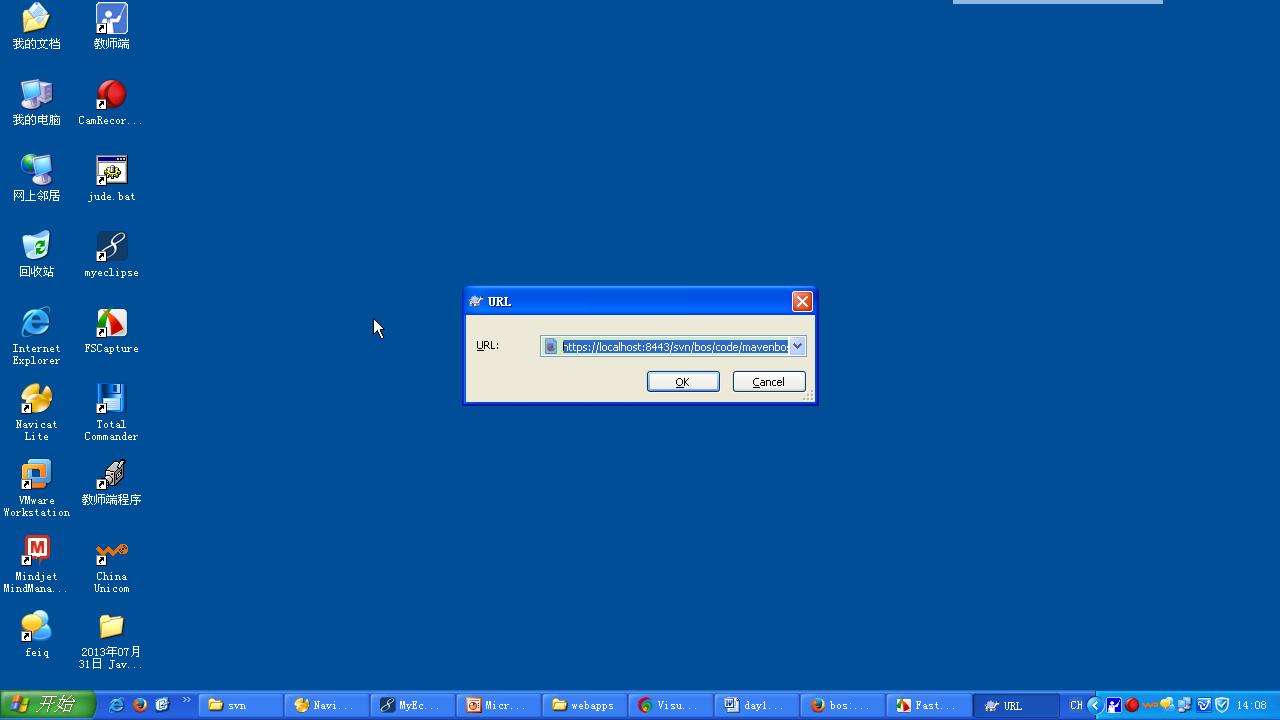 我的文档
教师端
我的电脑
CamRecor...
网上邻居
jude.bat
回收站
myeclipse
Internet
Explorer
FSCapture
Navicat
Lite
Total
Commander
VMware
Workstation
教师端程序
Mindjet
MindMana...
China
Unicom
feiq
2013年07月
31日 Jav...
URL
URL:
https://localhost:8443/svn/bos/code/mavenbos
OK
Cancel
开始
svn
Navi...
MyEc...
Micr...
webapps
Visu...
day1...
bos:...
Fast...
URL
CH
14:08